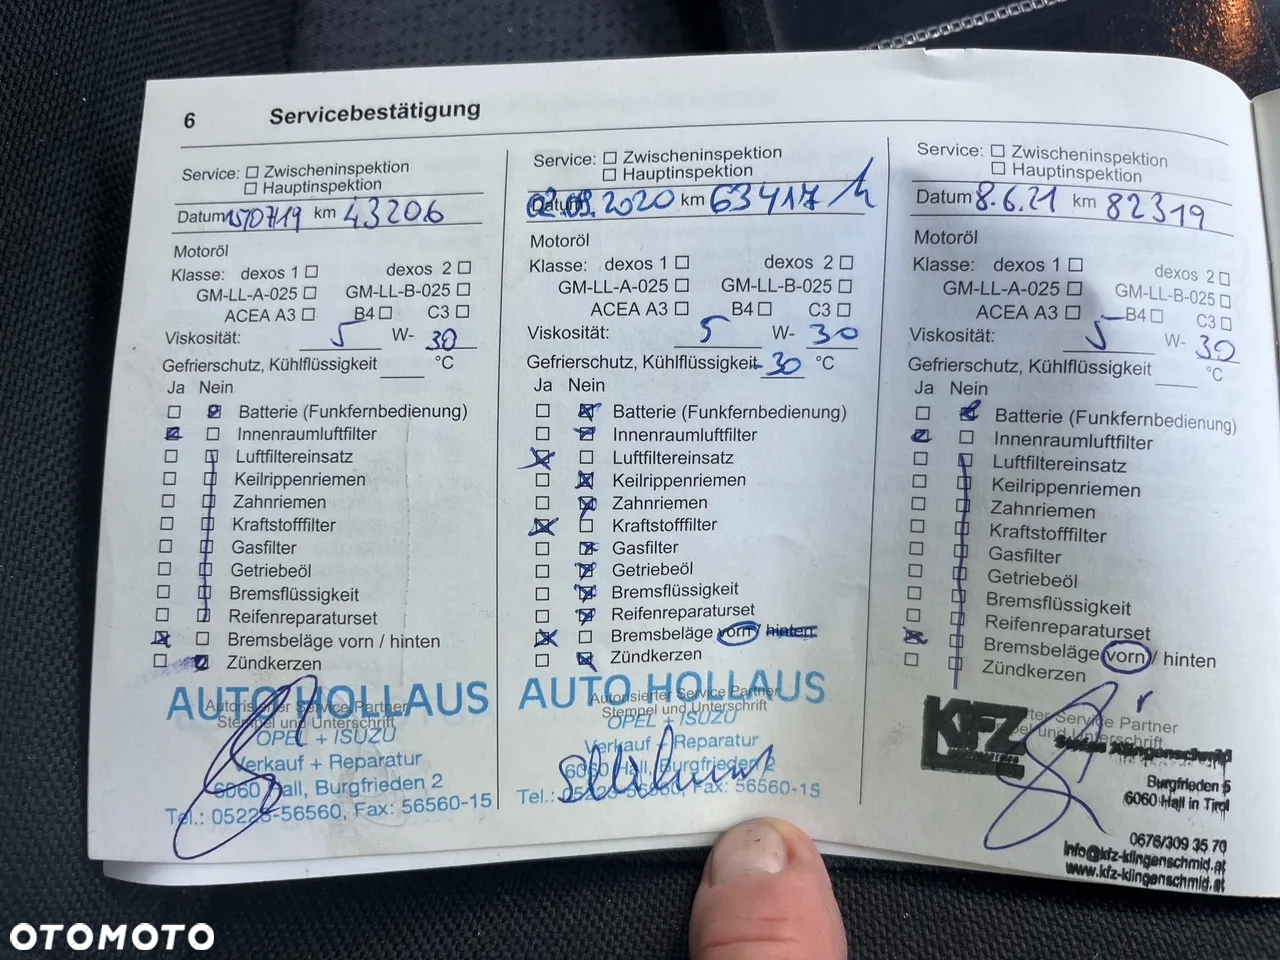 6 Servicebestätigung
Service: Zwischeninspektion
Hauptinspektion
Datum 15/07/19 km 43206
Motoröl
Klasse: dexos 1 dexos 2
GM-LL-A-025 GM-LL-B-025
ACEA A3 B4 C3
Viskosität: 5 W- 30
Gefrierschutz, Kühlflüssigkeit °C
Ja Nein
Batterie (Funkfernbedienung)
Innenraumluftfilter
Luftfiltereinsatz
Keilrippenriemen
Zahnriemen
Kraftstofffilter
Gasfilter
Getriebeöl
Bremsflüssigkeit
Reifenreparaturset
Bremsbeläge vorn / hinten
Zündkerzen
AUTO HOLLAUS
Autorisierter Service Partner
Stempel und Unterschrift
OPEL + ISUZU
Verkauf + Reparatur
6060 Hall, Burgfrieden 2
Tel.: 05223-56560, Fax: 56560-15
Service: Zwischeninspektion
Hauptinspektion
Datum 02.09.2020 km 63417
Motoröl
Klasse: dexos 1 dexos 2
GM-LL-A-025 GM-LL-B-025
ACEA A3 B4 C3
Viskosität: 5 W- 30
Gefrierschutz, Kühlflüssigkeit -30 °C
Ja Nein
Batterie (Funkfernbedienung)
Innenraumluftfilter
Luftfiltereinsatz
Keilrippenriemen
Zahnriemen
Kraftstofffilter
Gasfilter
Getriebeöl
Bremsflüssigkeit
Reifenreparaturset
Bremsbeläge vorn / hinten
Zündkerzen
AUTO HOLLAUS
Autorisierter Service Partner
Stempel und Unterschrift
OPEL + ISUZU
Verkauf + Reparatur
6060 Hall, Burgfrieden 2
Tel.: 05223-56560, Fax: 56560-15
Service: Zwischeninspektion
Hauptinspektion
Datum 8.6.21 km 82319
Motoröl
Klasse: dexos 1 dexos 2
GM-LL-A-025 GM-LL-B-025
ACEA A3 B4 C3
Viskosität: 5 W- 30
Gefrierschutz, Kühlflüssigkeit °C
Ja Nein
Batterie (Funkfernbedienung)
Innenraumluftfilter
Luftfiltereinsatz
Keilrippenriemen
Zahnriemen
Kraftstofffilter
Gasfilter
Getriebeöl
Bremsflüssigkeit
Reifenreparaturset
Bremsbeläge vorn / hinten
Zündkerzen
KFZ
Service Partner
Unterschrift
Klingenschmid
Burgfrieden 5
6060 Hall in Tirol
0676/309 35 70
info@kfz-klingenschmid.at
www.kfz-klingenschmid.at
OTOMOTO